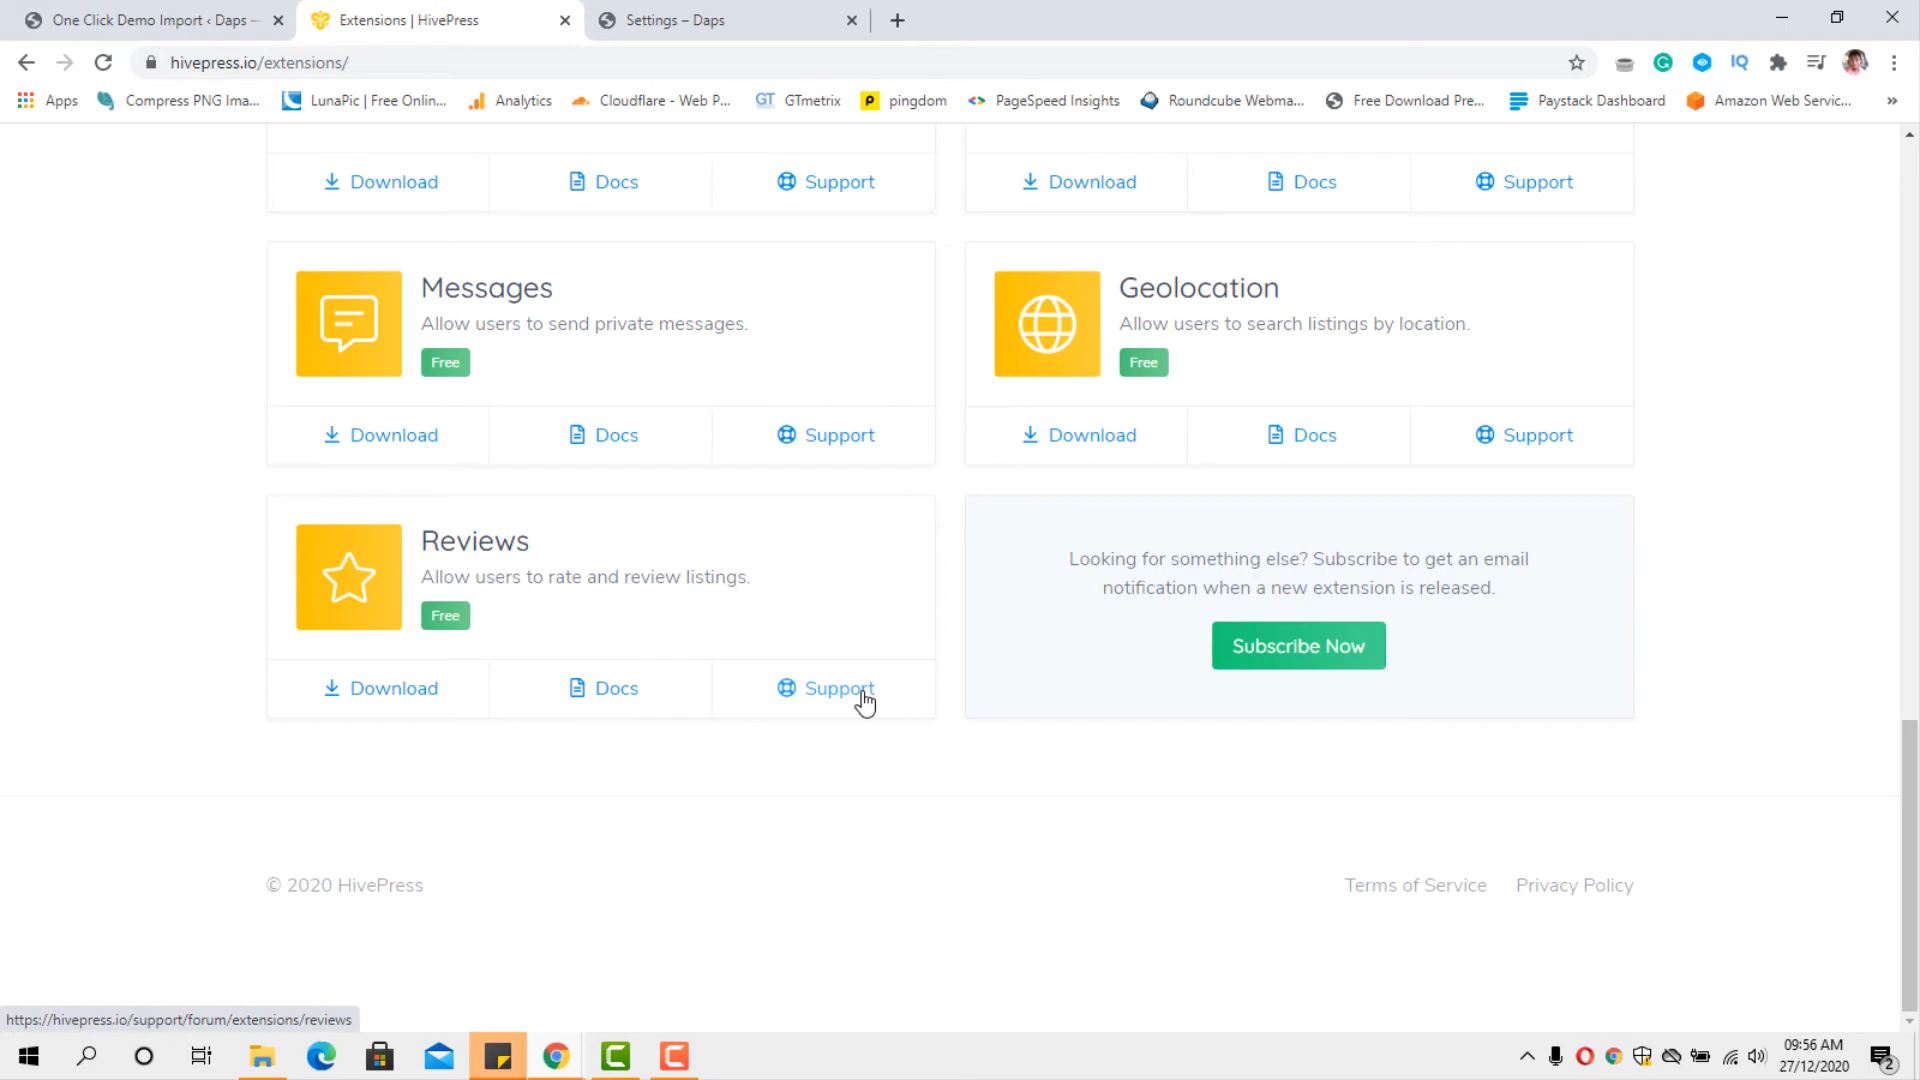 One Click Demo Import ‹ Daps —
Extensions | HivePress
Settings – Daps
hivepress.io/extensions/
Apps
Compress PNG Ima...
LunaPic | Free Onlin...
Analytics
Cloudflare - Web P...
GT GTmetrix
p pingdom
PageSpeed Insights
Roundcube Webma...
Free Download Pre...
Paystack Dashboard
Amazon Web Servic...
»
IQ
Download
Docs
Support
Download
Docs
Support
Messages
Allow users to send private messages.
Free
Download
Docs
Support
Geolocation
Allow users to search listings by location.
Free
Download
Docs
Support
Reviews
Allow users to rate and review listings.
Free
Download
Docs
Support
Looking for something else? Subscribe to get an email
notification when a new extension is released.
Subscribe Now
© 2020 HivePress
Terms of Service
Privacy Policy
https://hivepress.io/support/forum/extensions/reviews
09:56 AM
27/12/2020
2